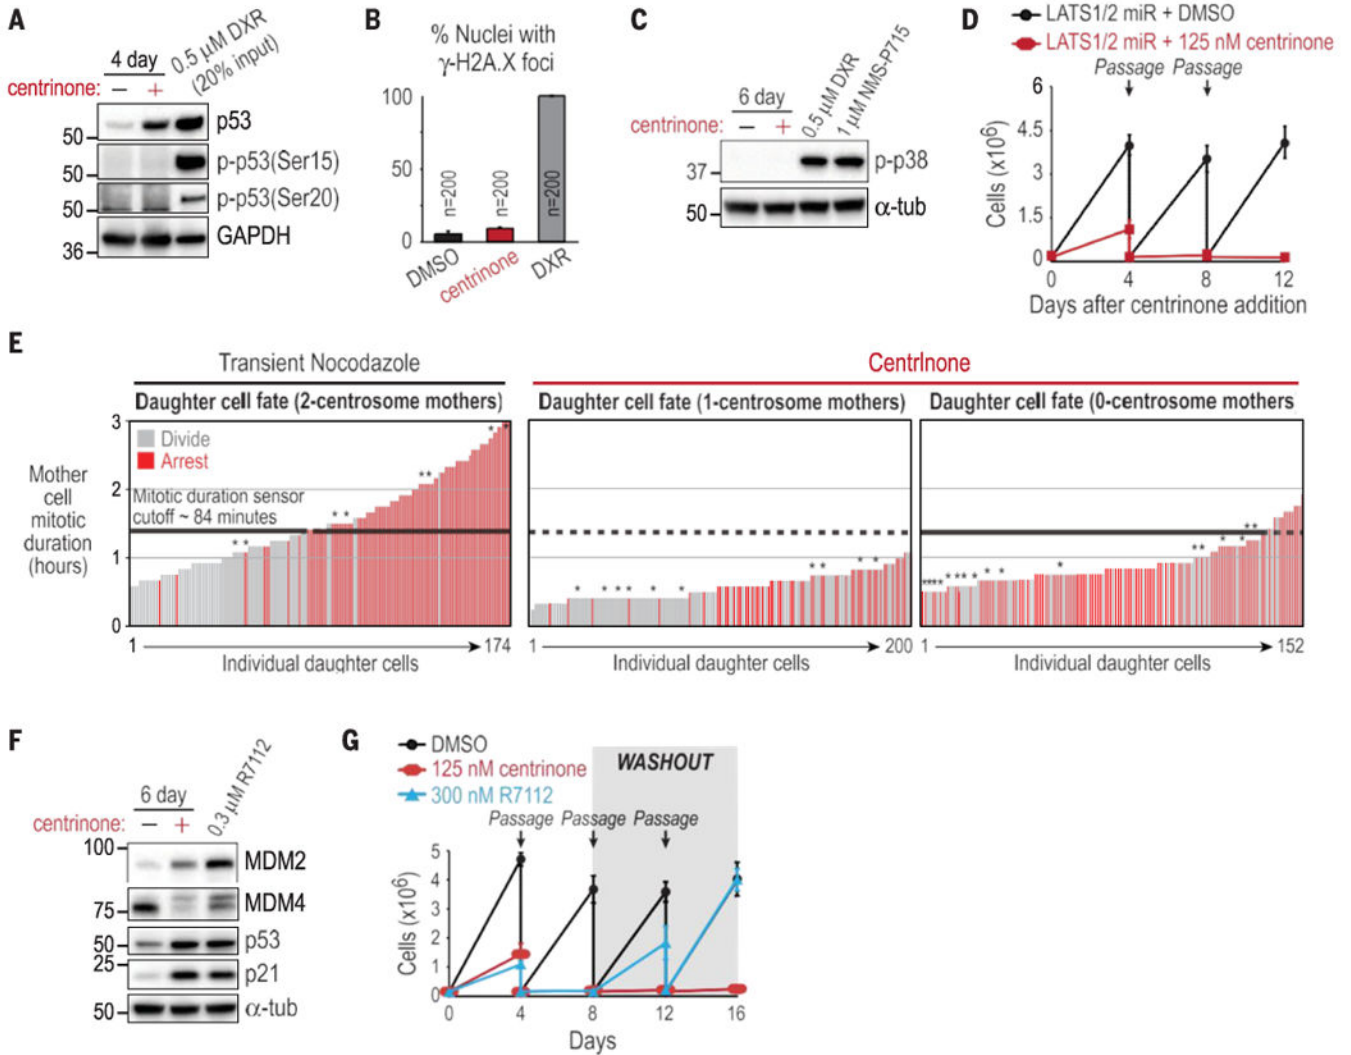 A
4 day
0.5 µM DXR
(20% input)
centrinone: − +
50 p53
50 p-p53(Ser15)
50 p-p53(Ser20)
36 GAPDH
B
% Nuclei with
γ-H2A.X foci
100
50
0
n=200
n=200
n=200
DMSO
centrinone
DXR
C
6 day
0.5 µM DXR
1 µM NMS-P715
centrinone: − +
37 p-p38
50 α-tub
D
LATS1/2 miR + DMSO
LATS1/2 miR + 125 nM centrinone
Passage Passage
Cells (x10⁶)
6
4.5
3
1.5
0
0 4 8 12
Days after centrinone addition
E
Transient Nocodazole
CentrInone
Daughter cell fate (2-centrosome mothers)
Daughter cell fate (1-centrosome mothers)
Daughter cell fate (0-centrosome mothers
Mother
cell
mitotic
duration
(hours)
3
2
1
0
Divide
Arrest
Mitotic duration sensor
cutoff ~ 84 minutes
* * * * ** * *
* * * * * * ** * *
**** * *** * * * ** * * **
1 174
Individual daughter cells
1 200
Individual daughter cells
1 152
Individual daughter cells
F
6 day
0.3 µM R7112
centrinone: − +
100 MDM2
75 MDM4
50 p53
25 p21
50 α-tub
G
DMSO
125 nM centrinone
300 nM R7112
WASHOUT
Passage Passage Passage
Cells (x10⁶)
5
4
3
2
1
0
0 4 8 12 16
Days